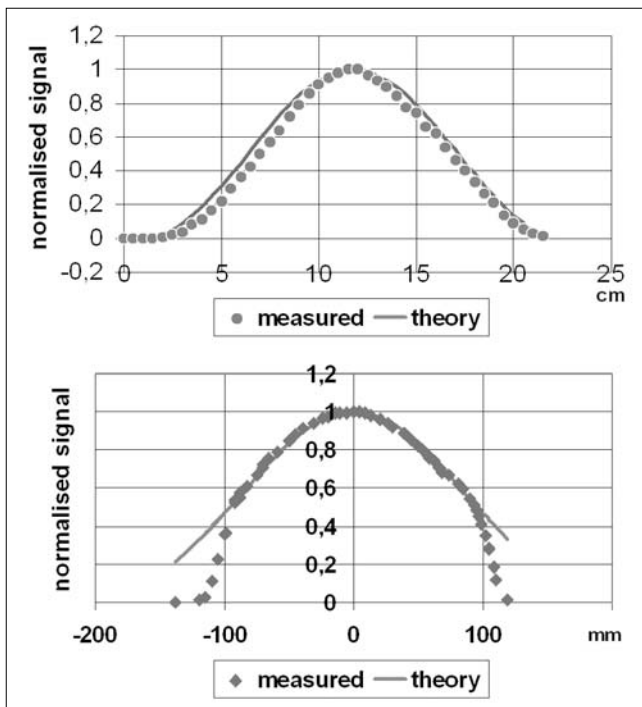 1,2
1
0,8
0,6
0,4
0,2
0
-0,2
normalised signal
0 5 10 15 20 25
cm
measured theory
1,2
1
0,8
0,6
0,4
0,2
0
normalised signal
-200 -100 0 100 mm
measured theory